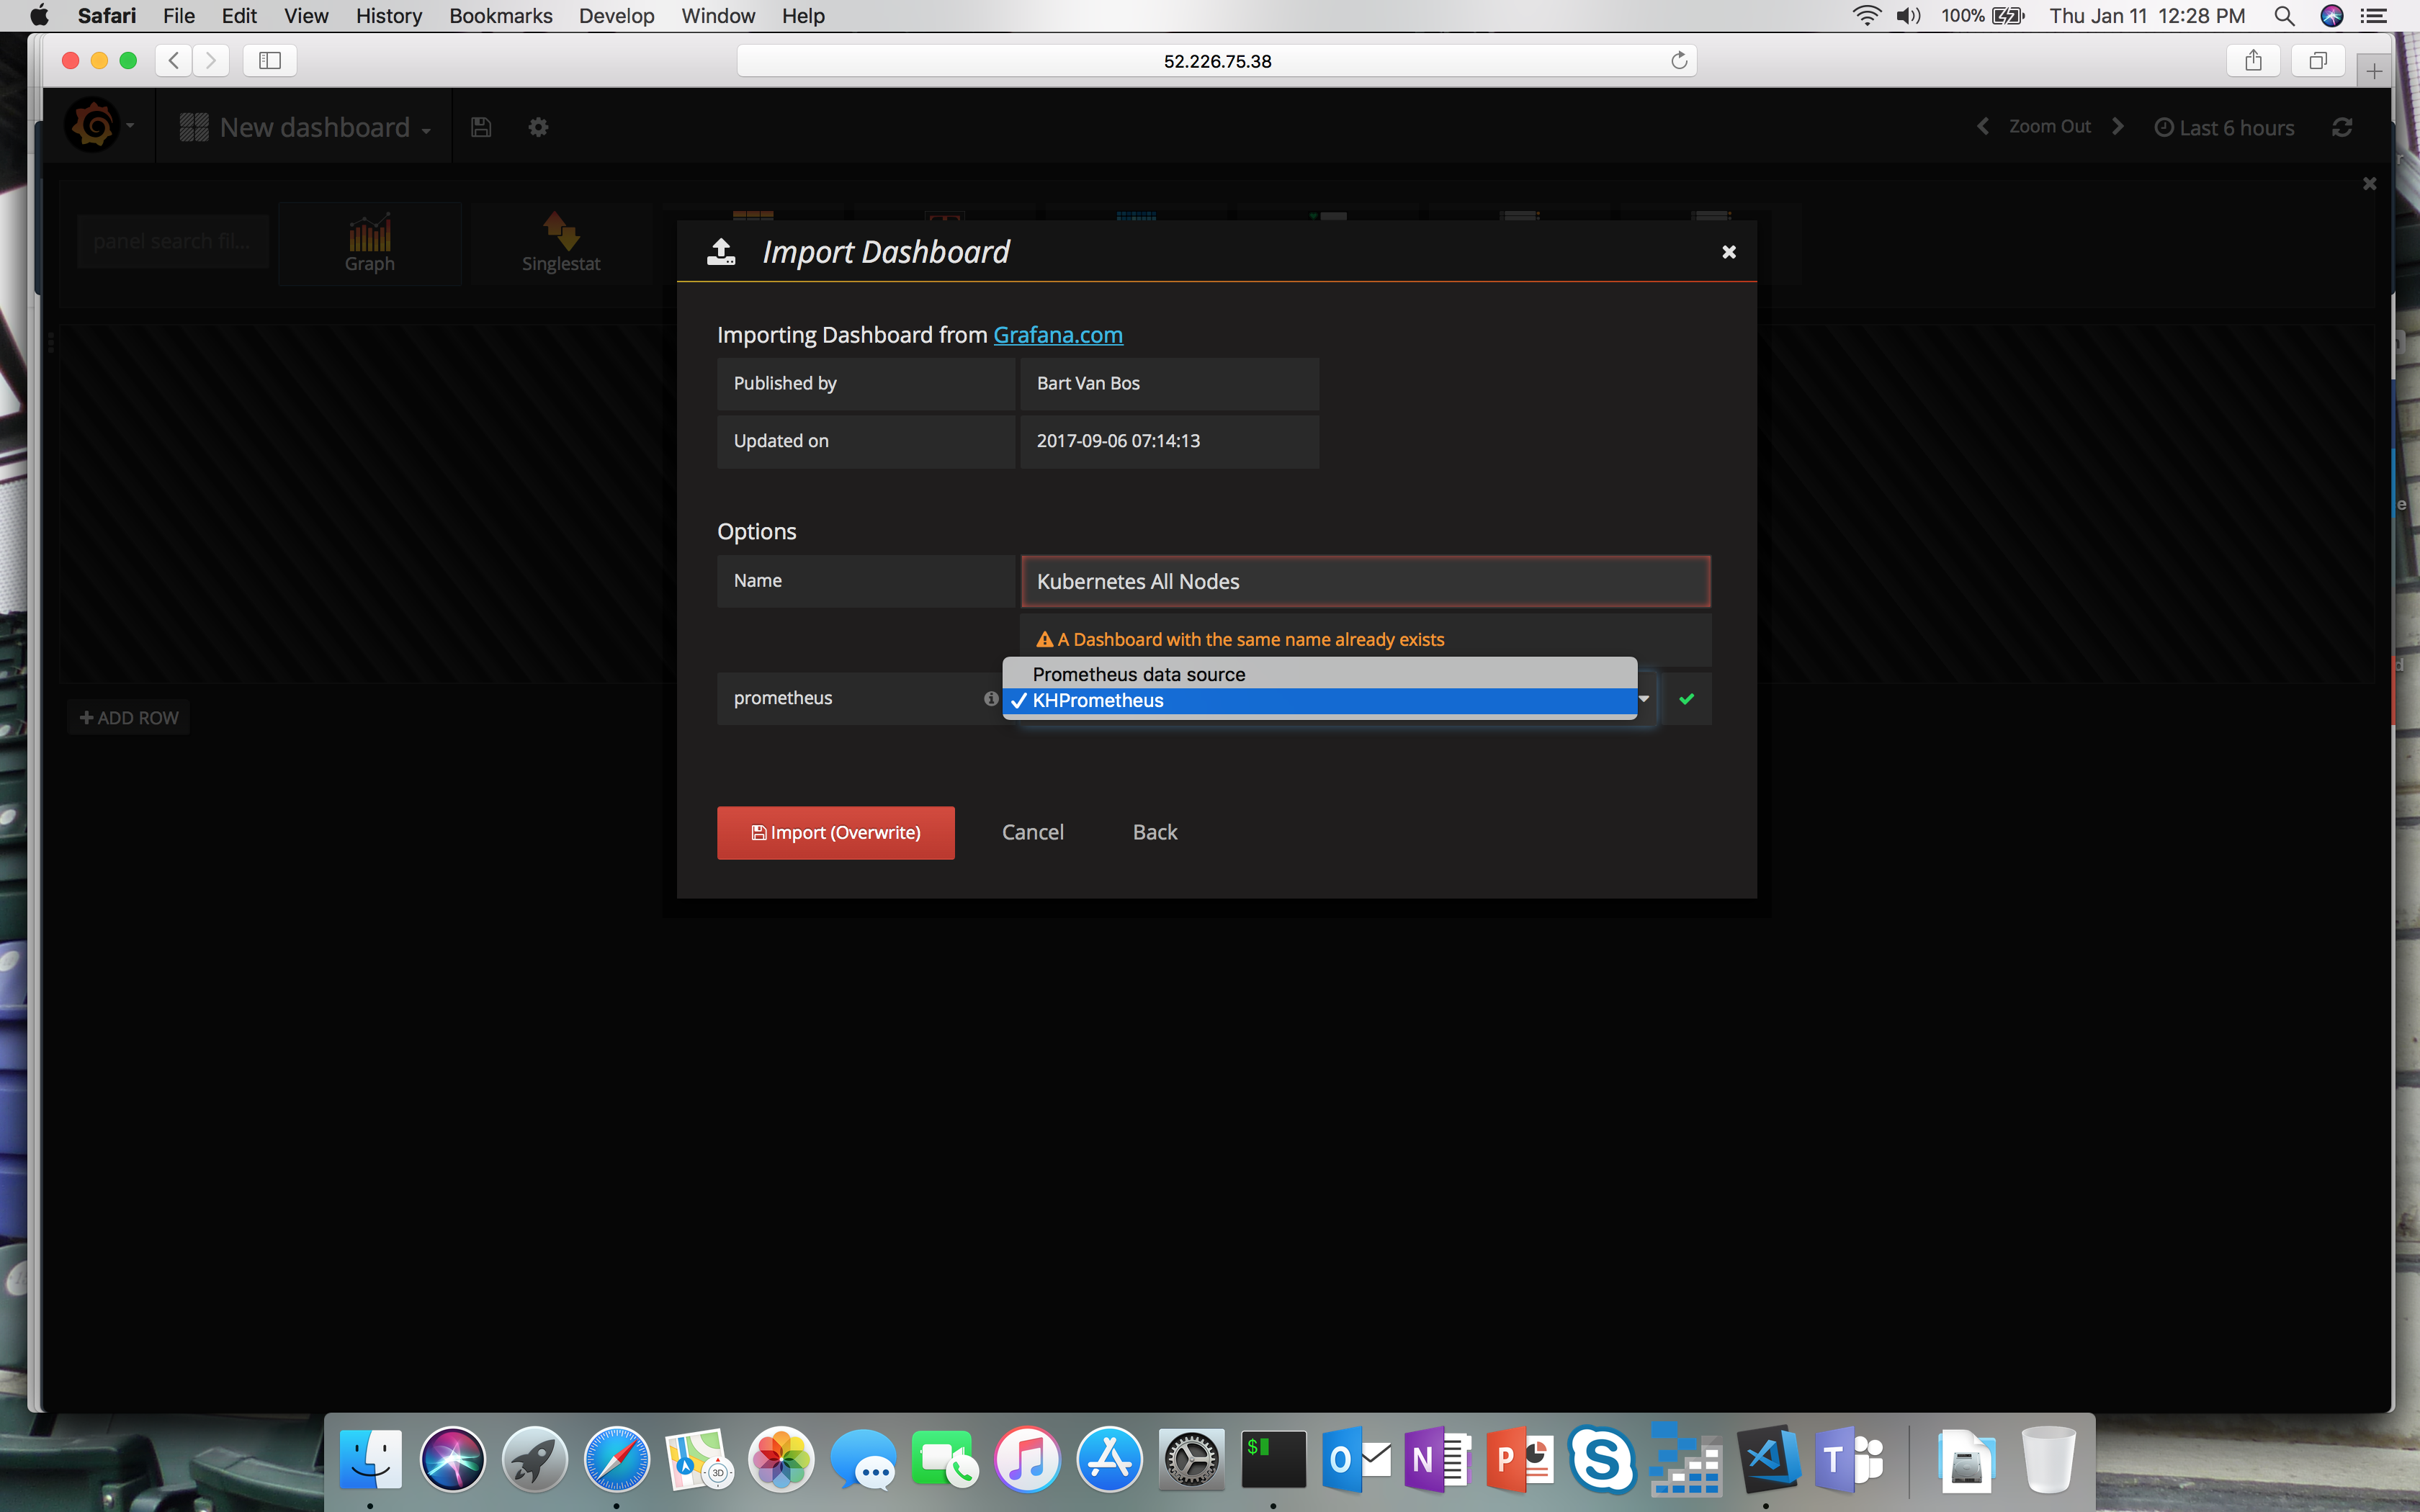 Safari File Edit View History Bookmarks Develop Window Help 100% Thu Jan 11 12:28 PM
52.226.75.38
New dashboard Zoom Out Last 6 hours
panel search fil...
Graph
Singlestat
Import Dashboard
Importing Dashboard from Grafana.com
Published by Bart Van Bos
Updated on 2017-09-06 07:14:13
Options
Name Kubernetes All Nodes
A Dashboard with the same name already exists
Prometheus data source
prometheus KHPrometheus
ADD ROW
Import (Overwrite) Cancel Back